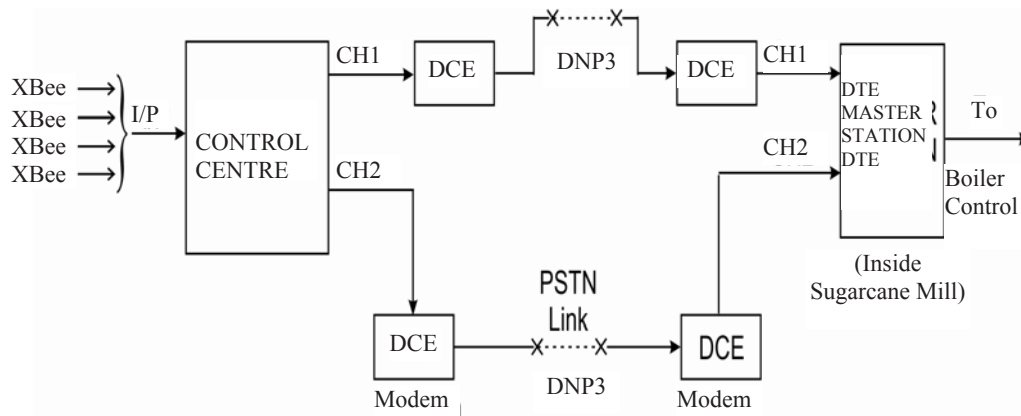 XBee
XBee
XBee
XBee
I/P
CONTROL
CENTRE
CH1
DCE
DNP3
DCE
CH1
DTE
MASTER
STATION
DTE
To
Boiler
Control
(Inside
Sugarcane Mill)
CH2
CH2
DCE
Modem
PSTN
Link
DNP3
DCE
Modem